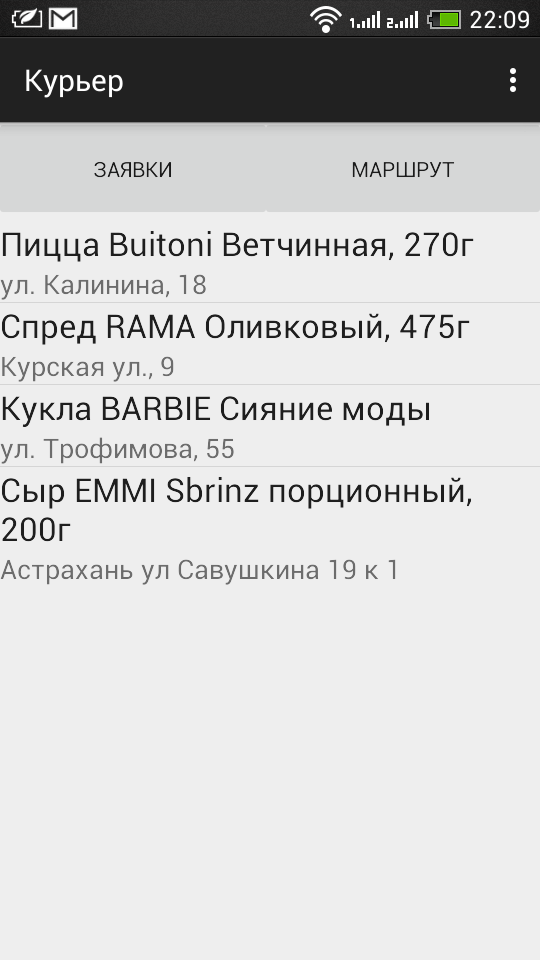 22:09
Курьер
ЗАЯВКИ МАРШРУТ
Пицца Buitoni Ветчинная, 270г
ул. Калинина, 18
Спред RAMA Оливковый, 475г
Курская ул., 9
Кукла BARBIE Сияние моды
ул. Трофимова, 55
Сыр EMMI Sbrinz порционный,
200г
Астрахань ул Савушкина 19 к 1